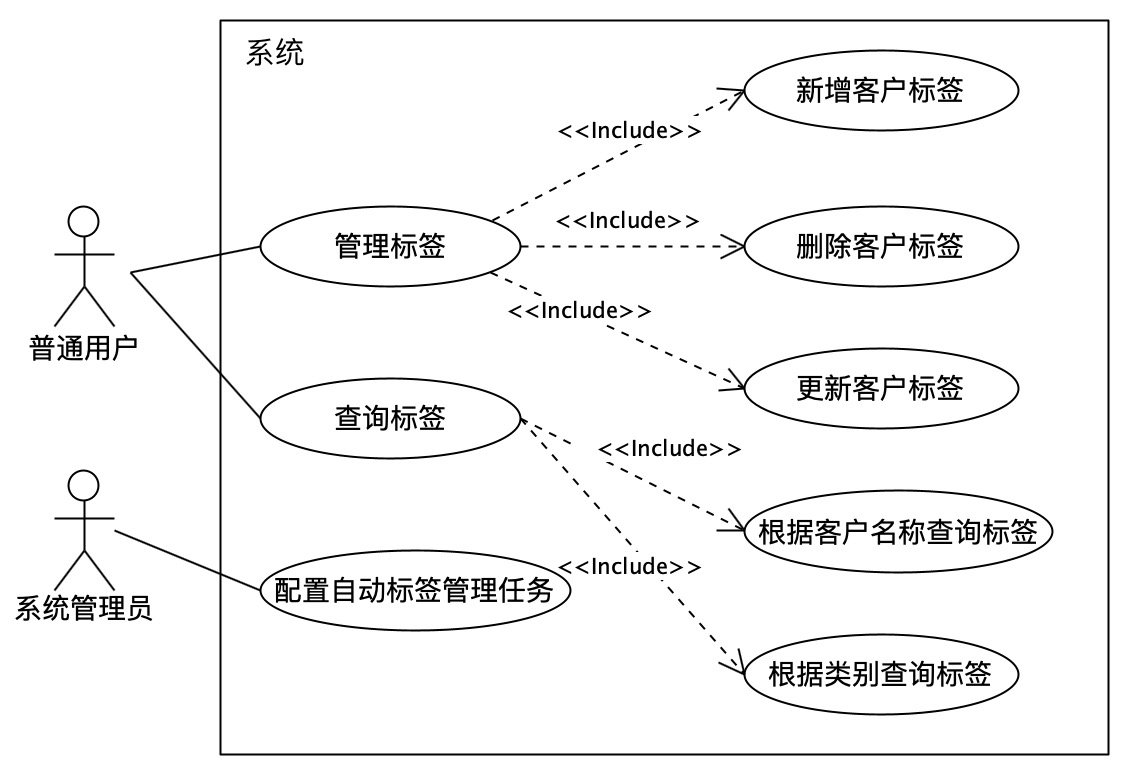 系统
新增客户标签
<<Include>>
普通用户
管理标签
<<Include>>
删除客户标签
<<Include>>
更新客户标签
查询标签
<<Include>>
根据客户名称查询标签
系统管理员
配置自动标签管理任务
<<Include>>
根据类别查询标签